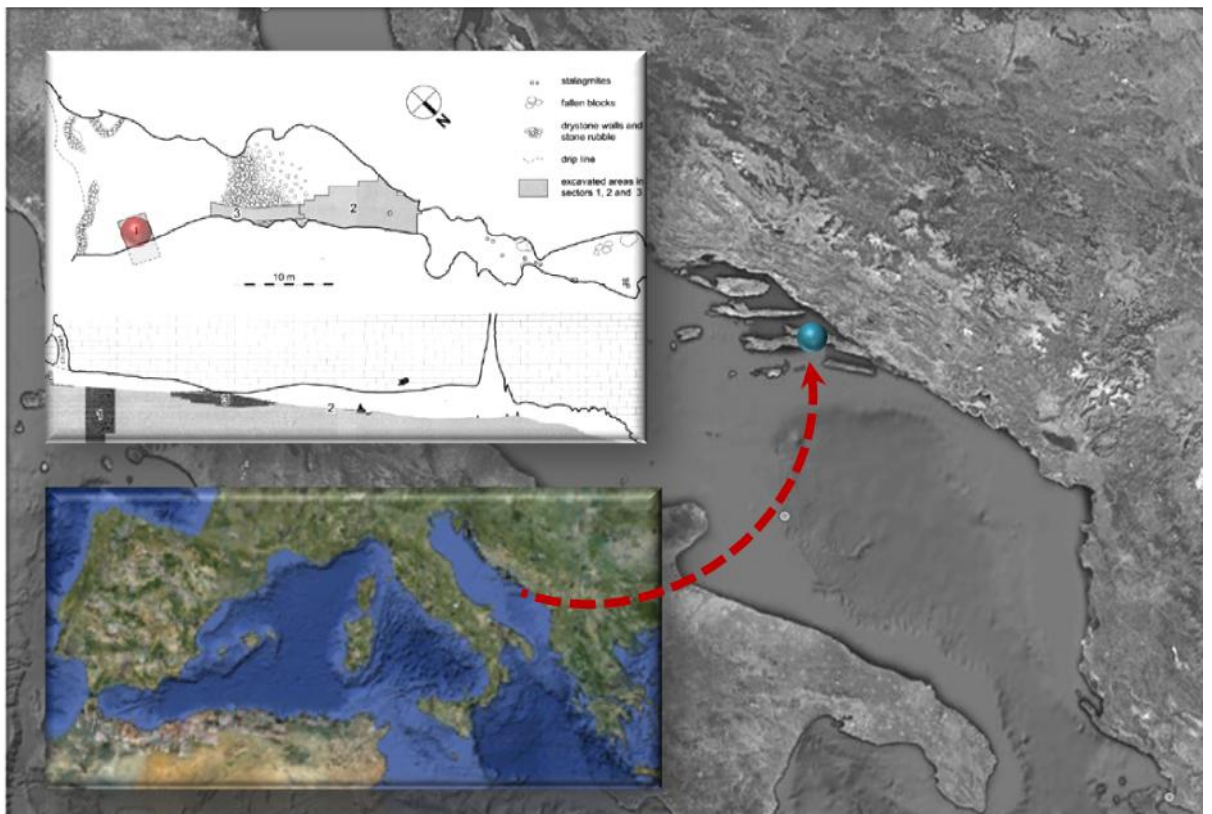 stalagmites
fallen blocks
drystone walls and
stone rubble
drip line
excavated areas in
sectors 1, 2 and 3
N
1
3
2
10 m
1
3
2